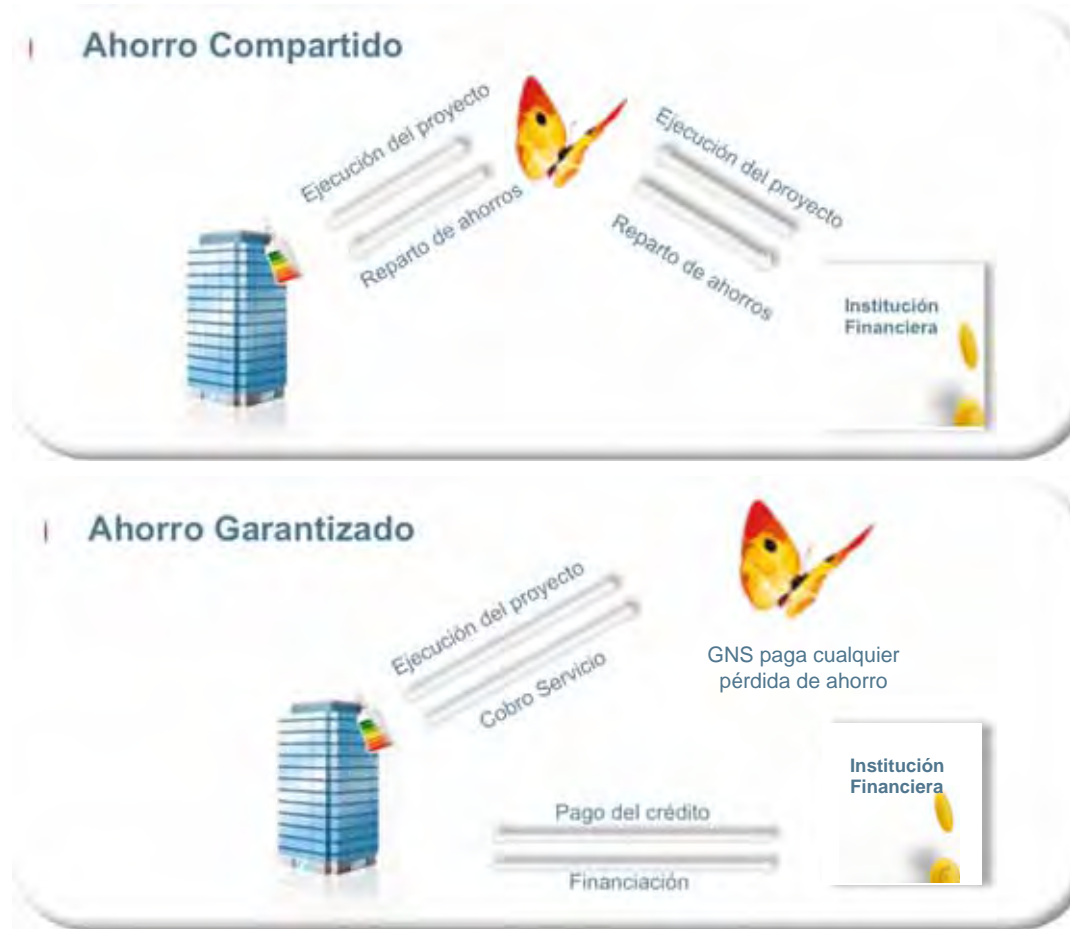 Ahorro Compartido
Ejecución del proyecto
Reparto de ahorros
Ejecución del proyecto
Reparto de ahorros
Institución
Financiera
Ahorro Garantizado
Ejecución del proyecto
Cobro Servicio
GNS paga cualquier
pérdida de ahorro
Institución
Financiera
Pago del crédito
Financiación